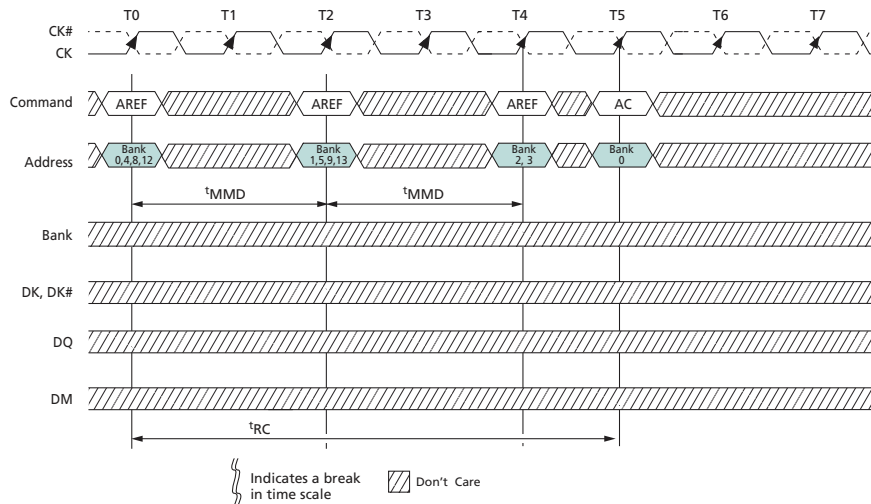 T0 T1 T2 T3 T4 T5 T6 T7
CK#
CK
Command AREF AREF AREF AC
Address Bank 0,4,8,12 Bank 1,5,9,13 Bank 2, 3 Bank 0
tMMD tMMD
Bank
DK, DK#
DQ
DM
tRC
Indicates a break
in time scale
Don't Care